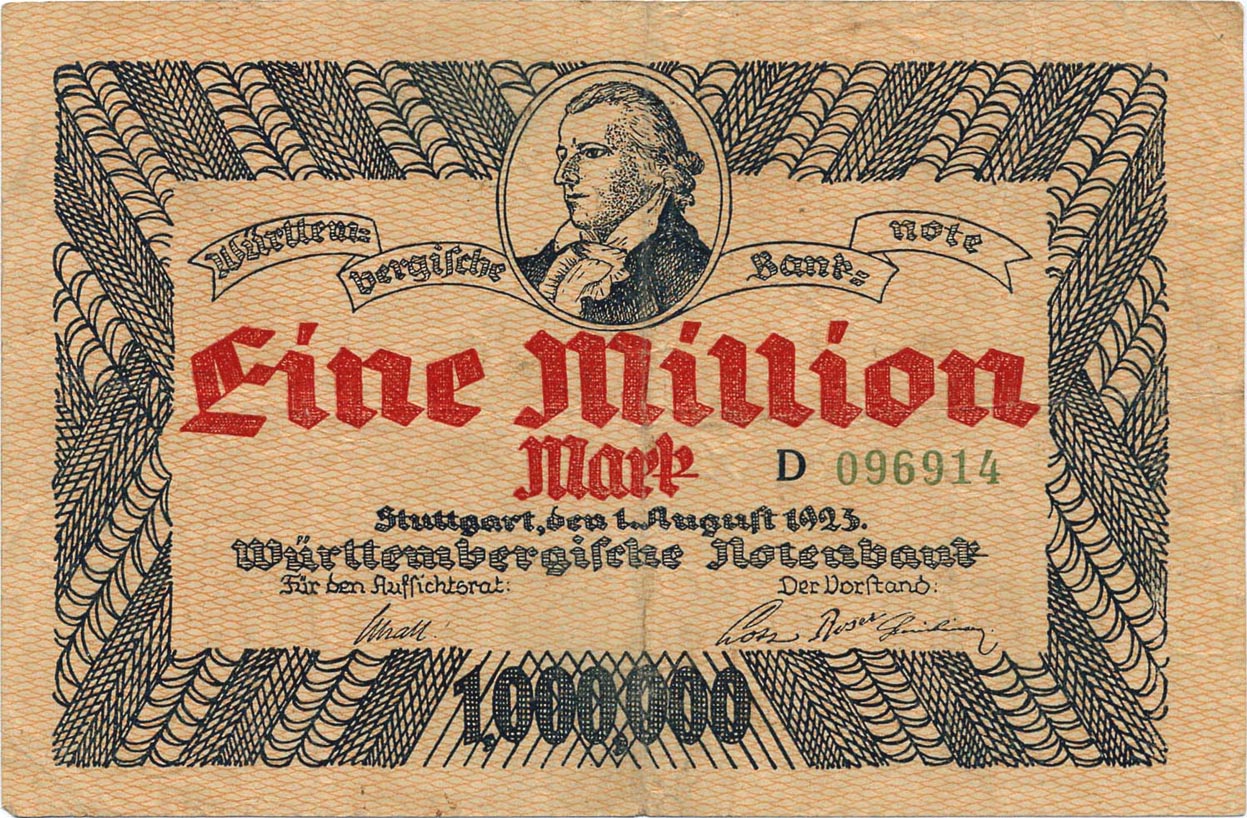 Württem=
bergische
Bank=
note
Eine Million
Mark
D 096914
Stuttgart, den 1. August 1923.
Württembergische Notenbank
Für den Aufsichtsrat:
Der Vorstand:
1,000,000